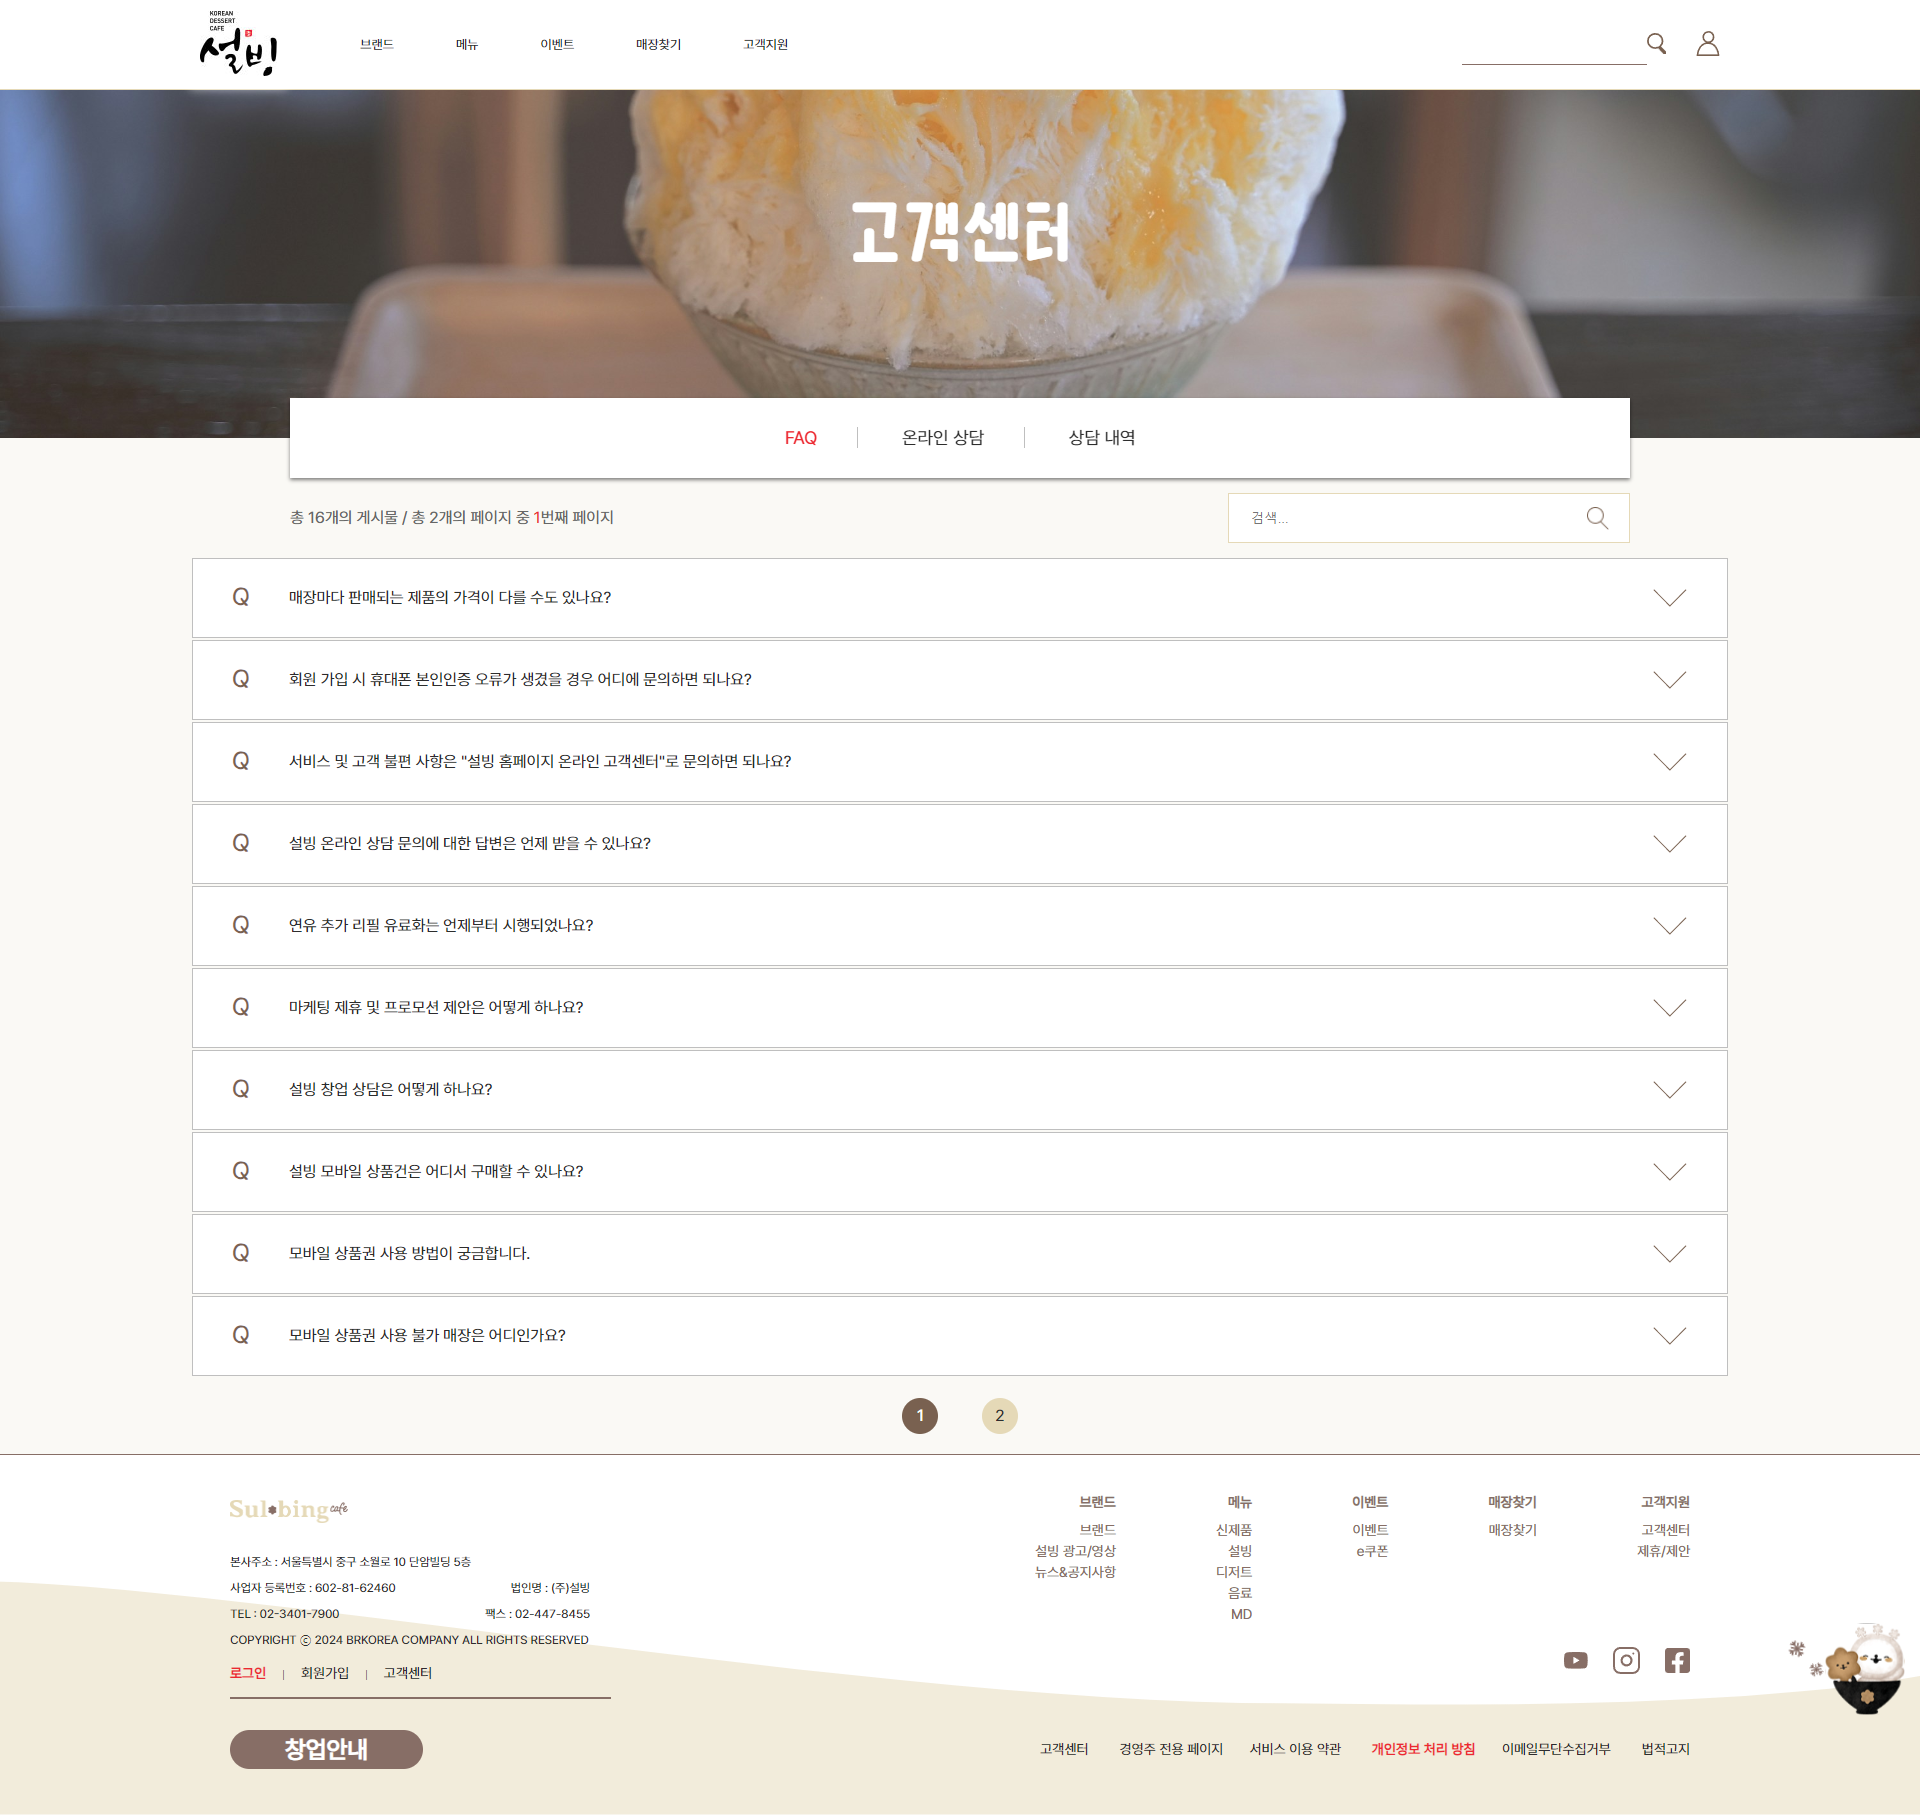 KOREAN
DESSERT
CAFE
설빙
브랜드 메뉴 이벤트 매장찾기 고객지원
고객센터
FAQ 온라인 상담 상담 내역
총 16개의 게시물 / 총 2개의 페이지 중 1번째 페이지
검색...
Q 매장마다 판매되는 제품의 가격이 다를 수도 있나요?
Q 회원 가입 시 휴대폰 본인인증 오류가 생겼을 경우 어디에 문의하면 되나요?
Q 서비스 및 고객 불편 사항은 "설빙 홈페이지 온라인 고객센터"로 문의하면 되나요?
Q 설빙 온라인 상담 문의에 대한 답변은 언제 받을 수 있나요?
Q 연유 추가 리필 유료화는 언제부터 시행되었나요?
Q 마케팅 제휴 및 프로모션 제안은 어떻게 하나요?
Q 설빙 창업 상담은 어떻게 하나요?
Q 설빙 모바일 상품건은 어디서 구매할 수 있나요?
Q 모바일 상품권 사용 방법이 궁금합니다.
Q 모바일 상품권 사용 불가 매장은 어디인가요?
1 2
Sulbing cafe
본사주소 : 서울특별시 중구 소월로 10 단암빌딩 5층
사업자 등록번호 : 602-81-62460 법인명 : (주)설빙
TEL : 02-3401-7900 팩스 : 02-447-8455
COPYRIGHT ⓒ 2024 BRKOREA COMPANY ALL RIGHTS RESERVED
로그인 | 회원가입 | 고객센터
창업안내
브랜드 메뉴 이벤트 매장찾기 고객지원
브랜드 신제품 이벤트 매장찾기 고객센터
설빙 광고/영상 설빙 e쿠폰 제휴/제안
뉴스&공지사항 디저트
음료
MD
고객센터 경영주 전용 페이지 서비스 이용 약관 개인정보 처리 방침 이메일무단수집거부 법적고지